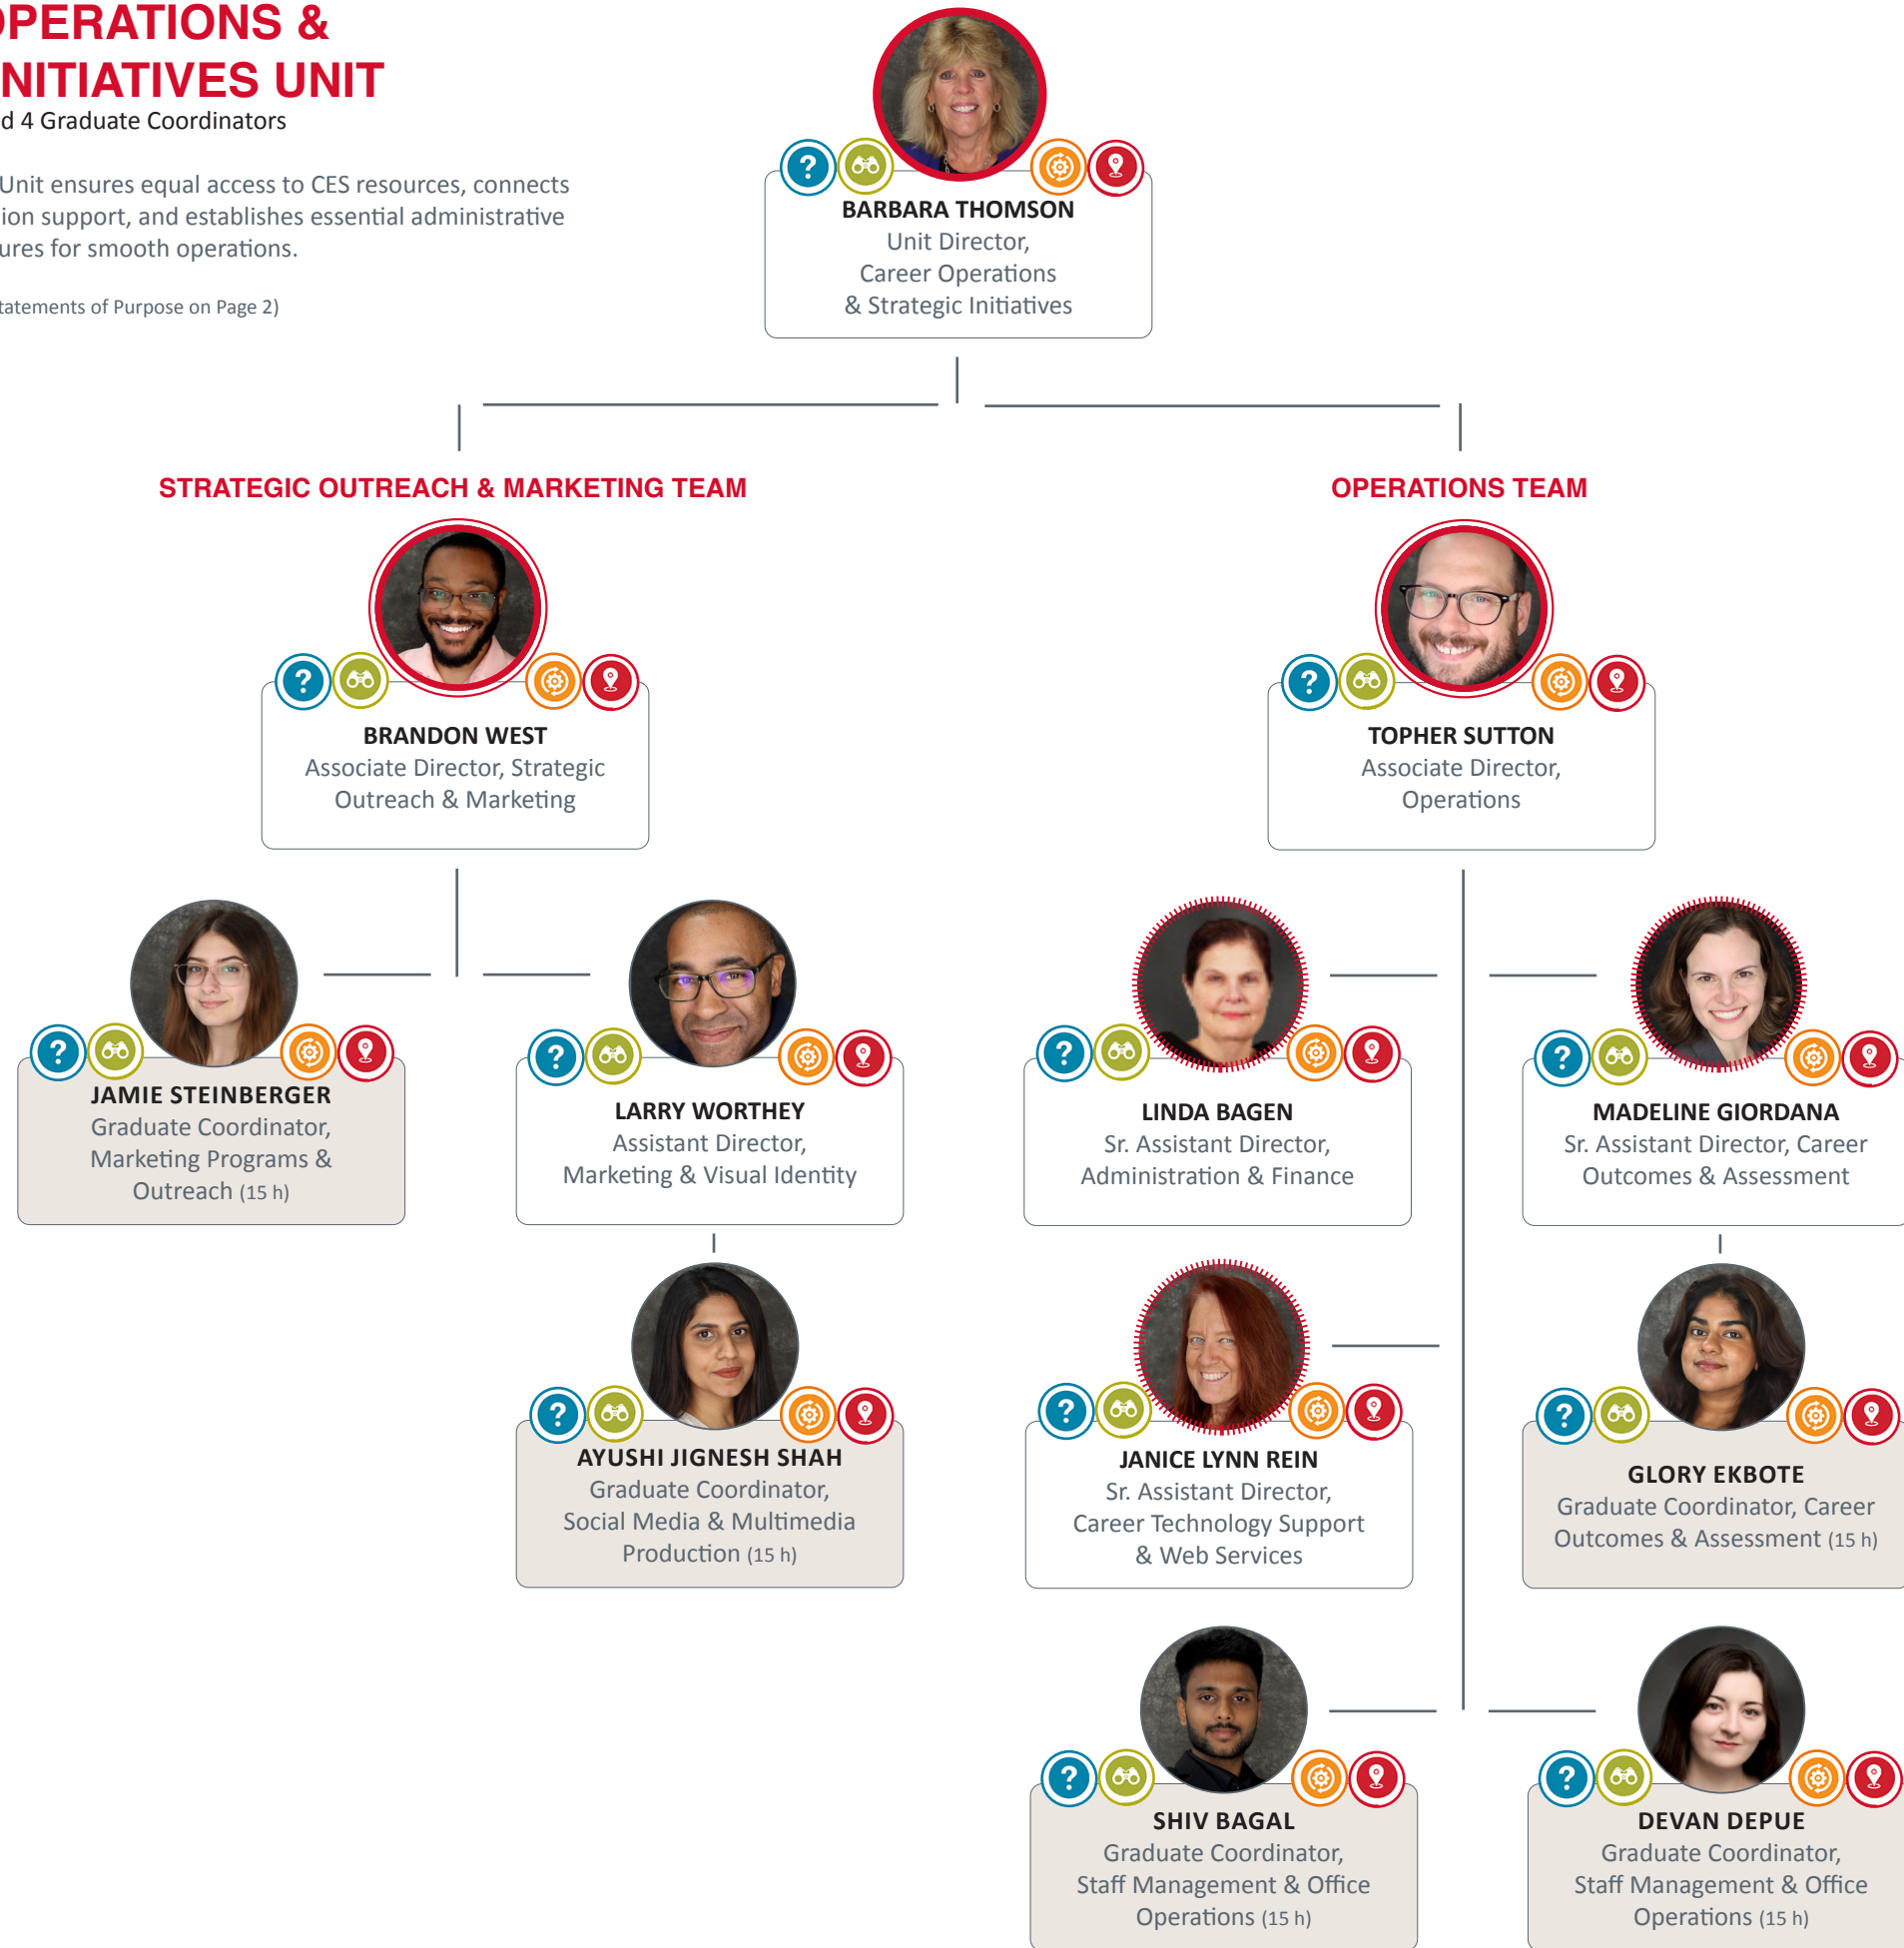 OPERATIONS &
INITIATIVES UNIT
4 Graduate Coordinators
Unit ensures equal access to CES resources, connects
support, and establishes essential administrative
for smooth operations.
of Purpose on Page 2)
BARBARA THOMSON
Unit Director,
Career Operations
& Strategic Initiatives
STRATEGIC OUTREACH & MARKETING TEAM
BRANDON WEST
Associate Director, Strategic
Outreach & Marketing
JAMIE STEINBERGER
Graduate Coordinator,
Marketing Programs &
Outreach (15 h)
LARRY WORTHEY
Assistant Director,
Marketing & Visual Identity
AYUSHI JIGNESH SHAH
Graduate Coordinator,
Social Media & Multimedia
Production (15 h)
OPERATIONS TEAM
TOPHER SUTTON
Associate Director,
Operations
LINDA BAGEN
Sr. Assistant Director,
Administration & Finance
MADELINE GIORDANA
Sr. Assistant Director, Career
Outcomes & Assessment
JANICE LYNN REIN
Sr. Assistant Director,
Career Technology Support
& Web Services
GLORY EKBOTE
Graduate Coordinator, Career
Outcomes & Assessment (15 h)
SHIV BAGAL
Graduate Coordinator,
Staff Management & Office
Operations (15 h)
DEVAN DEPUE
Graduate Coordinator,
Staff Management & Office
Operations (15 h)